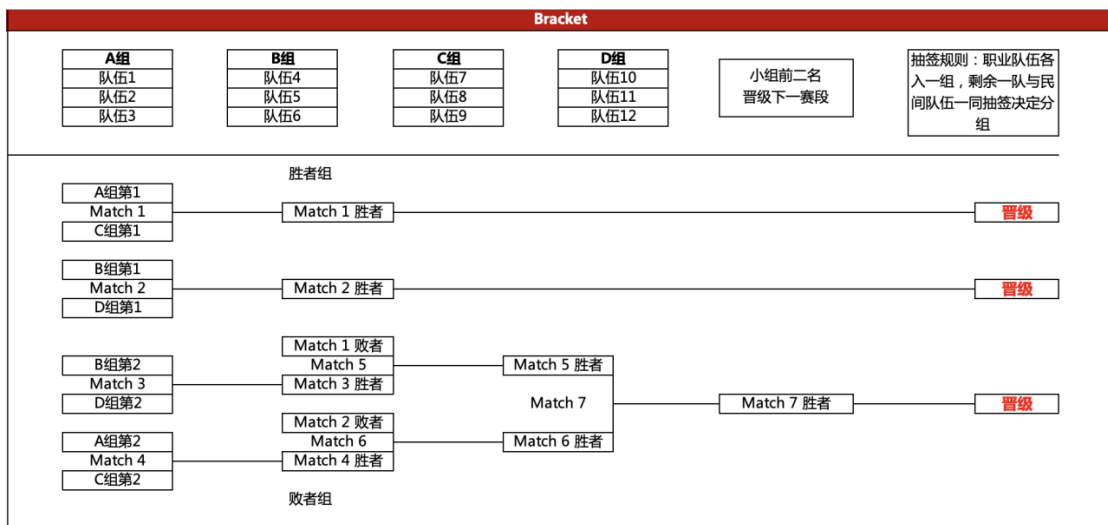 Bracket
A组
队伍1
队伍2
队伍3
B组
队伍4
队伍5
队伍6
C组
队伍7
队伍8
队伍9
D组
队伍10
队伍11
队伍12
小组前二名
晋级下一赛段
抽签规则：职业队伍各
入一组，剩余一队与民
间队伍一同抽签决定分
组
胜者组
A组第1
Match 1
C组第1
Match 1 胜者
晋级
B组第1
Match 2
D组第1
Match 2 胜者
晋级
B组第2
Match 3
D组第2
Match 1 败者
Match 5
Match 3 胜者
Match 5 胜者
A组第2
Match 4
C组第2
Match 2 败者
Match 6
Match 4 胜者
Match 7
Match 6 胜者
Match 7 胜者
晋级
败者组